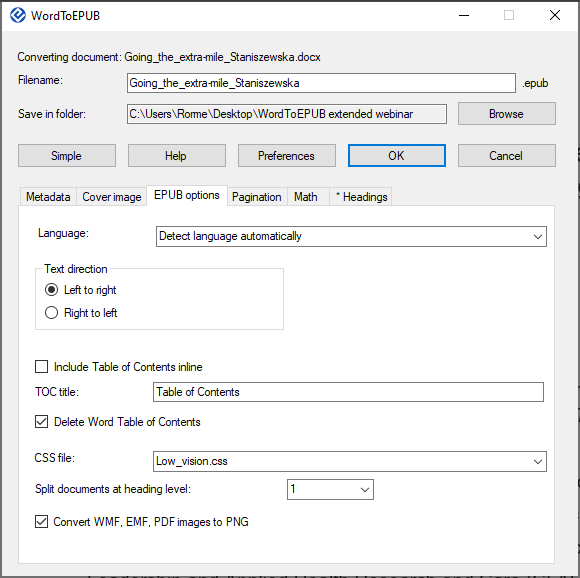 WordToEPUB
Converting document: Going_the_extra-mile_Staniszewska.docx
Filename: Going_the_extra-mile_Staniszewska .epub
Save in folder: C:\Users\Rorme\Desktop\WordToEPUB extended webinar Browse
Simple Help Preferences OK Cancel
Metadata Cover image EPUB options Pagination Math * Headings
Language: Detect language automatically
Text direction
Left to right
Right to left
Include Table of Contents inline
TOC title: Table of Contents
Delete Word Table of Contents
CSS file: Low_vision.css
Split documents at heading level: 1
Convert WMF, EMF, PDF images to PNG